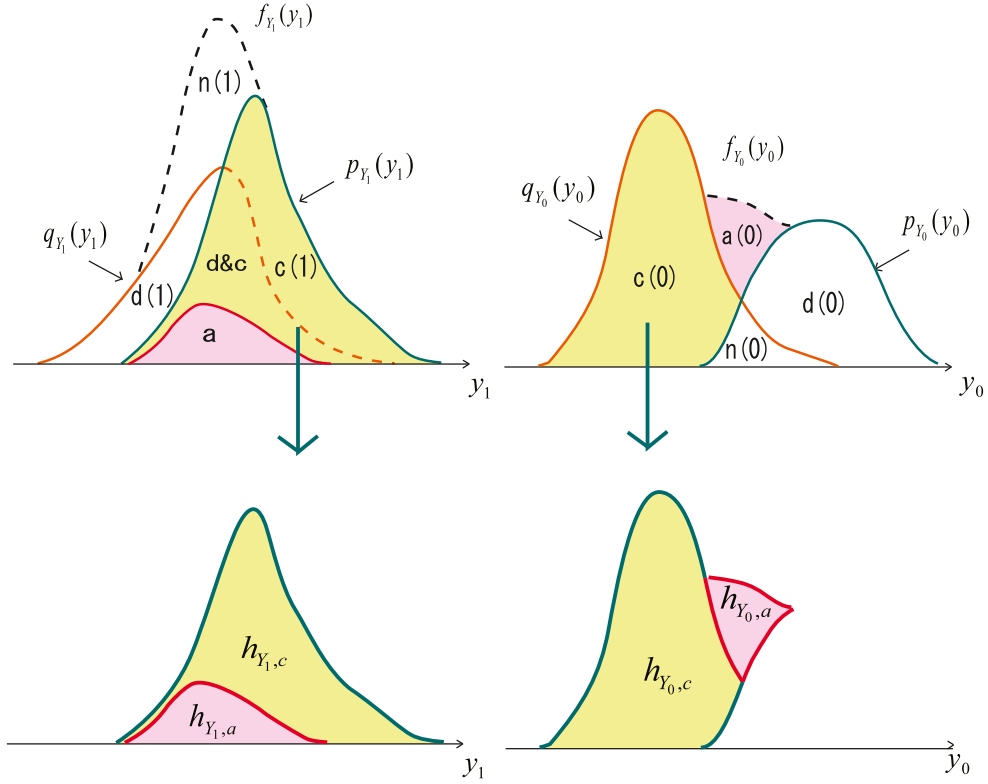 f_{Y_1}(y_1)
n(1)
p_{Y_1}(y_1)
q_{Y_1}(y_1)
d&c
c(1)
d(1)
a
y_1
f_{Y_0}(y_0)
q_{Y_0}(y_0)
p_{Y_0}(y_0)
a(0)
c(0)
d(0)
n(0)
y_0
h_{Y_1,c}
h_{Y_1,a}
y_1
h_{Y_0,a}
h_{Y_0,c}
y_0